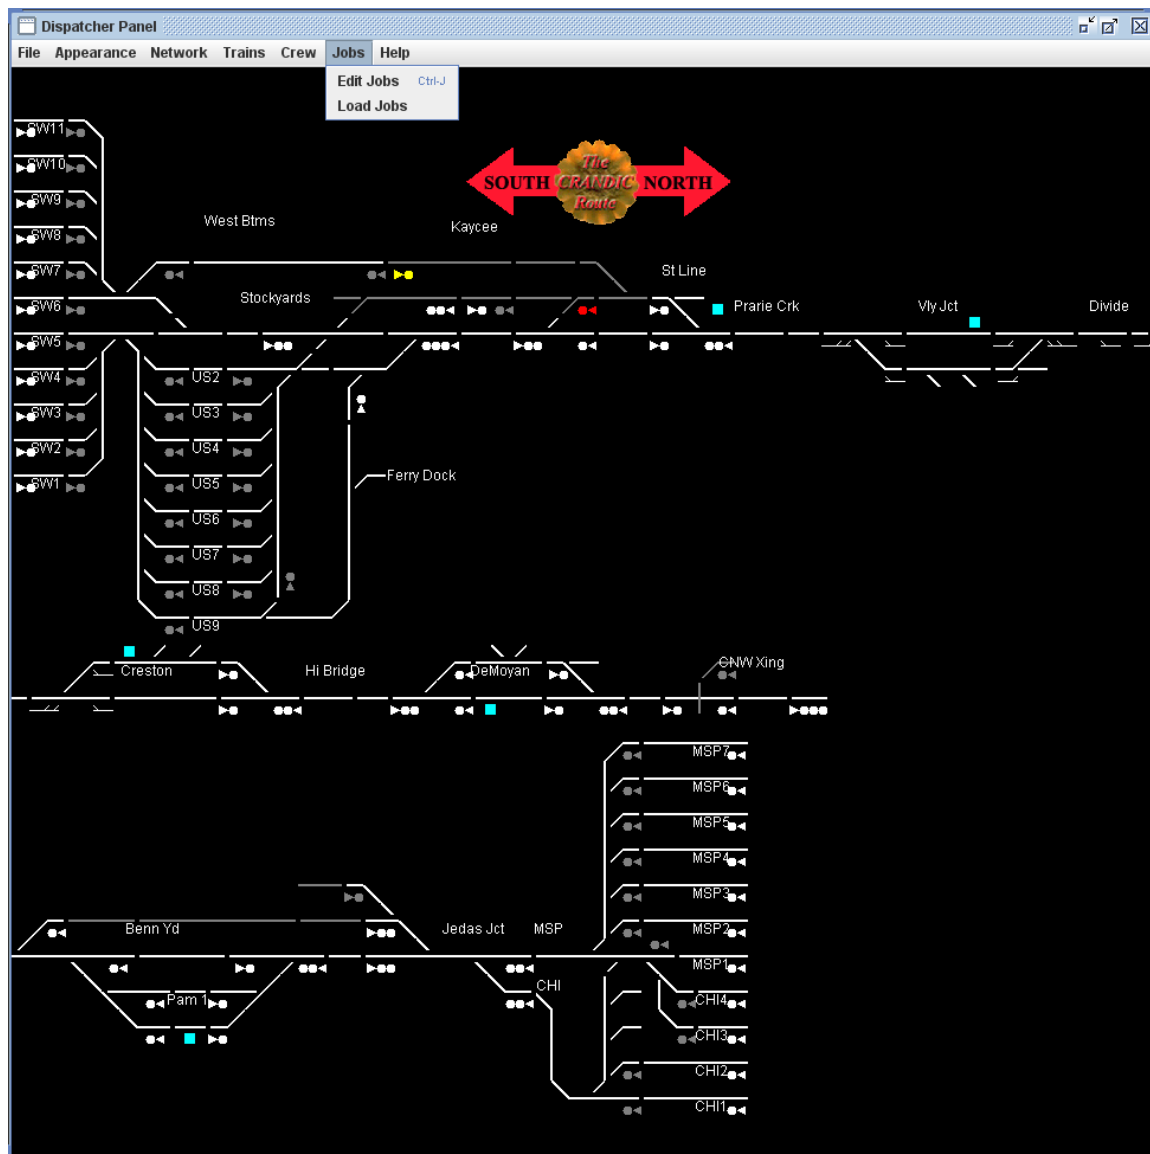 Dispatcher Panel
File Appearance Network Trains Crew Jobs Help
Edit Jobs Ctrl-J
Load Jobs
SW11
SW10
SW9
SW8
SW7
SW6
SW5
SW4
SW3
SW2
SW1
The
SOUTH CRANDIC NORTH
Route
West Btms
Kaycee
St Line
Stockyards
Prarie Crk
Vly Jct
Divide
US2
US3
US4
US5
US6
US7
US8
US9
Ferry Dock
Creston
Hi Bridge
DeMoyan
CNW Xing
MSP7
MSP6
MSP5
MSP4
MSP3
MSP2
MSP1
CHI4
CHI3
CHI2
CHI1
Benn Yd
Jedas Jct
MSP
CHI
Pam 1